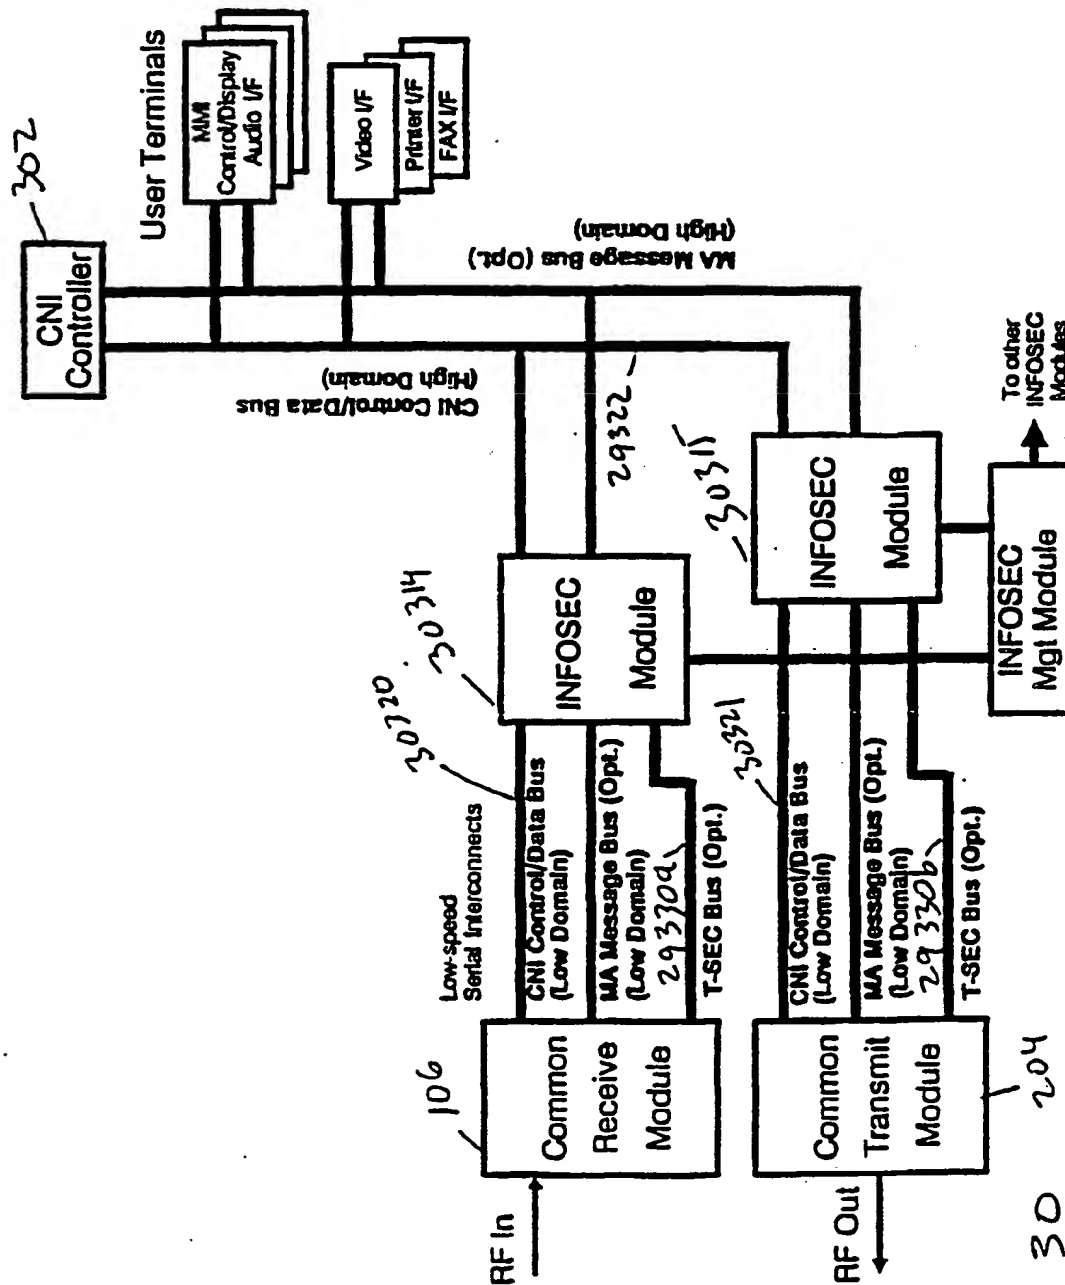 302
CNI
Controller
User Terminals
MMI
Control/Display
Audio I/F
Video I/F
Printer I/F
FAX I/F
CNI Control/Data Bus
(High Domain)
MA Message Bus (Opt.)
(High Domain)
29322
30314
INFOSEC
Module
30315
INFOSEC
Module
To other
INFOSEC
Modules
INFOSEC
Mgt Module
Low-speed
Serial Interconnects
30720
CNI Control/Data Bus
(Low Domain)
MA Message Bus (Opt.)
(Low Domain)
29330a
T-SEC Bus (Opt.)
30321
CNI Control/Data Bus
(Low Domain)
MA Message Bus (Opt.)
(Low Domain)
29330b
T-SEC Bus (Opt.)
106
Common
Receive
Module
RF In
Common
Transmit
Module
204
RF Out
30